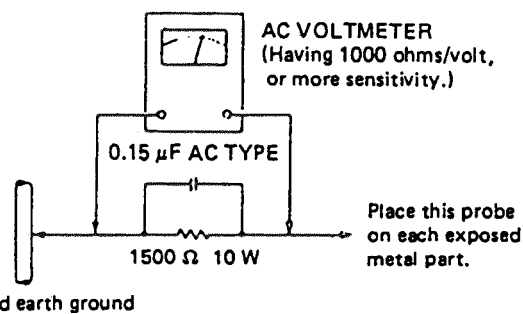 AC VOLTMETER
(Having 1000 ohms/volt,
or more sensitivity.)
0.15 µF AC TYPE
1500 Ω 10 W
Place this probe
on each exposed
metal part.
d earth ground